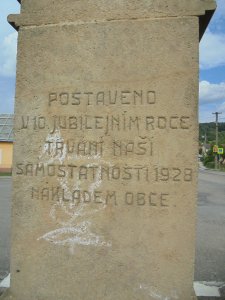 POSTAVENO
V 10. JUBILEJNÍM ROCE
TRVÁNÍ NAŠÍ
SAMOSTATNOSTI 1928
NÁKLADEM OBCE